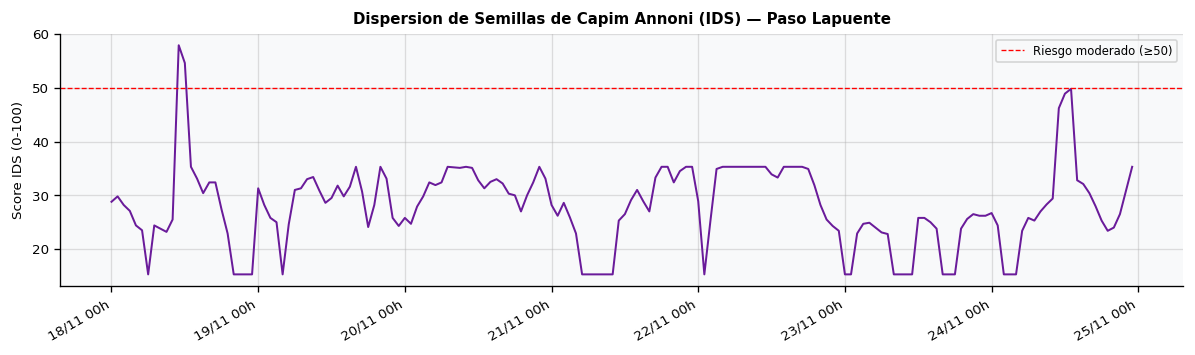 Dispersion de Semillas de Capim Annoni (IDS) — Paso Lapuente
Riesgo moderado (≥50)
Score IDS (0-100)
60
50
40
30
20
18/11 00h
19/11 00h
20/11 00h
21/11 00h
22/11 00h
23/11 00h
24/11 00h
25/11 00h